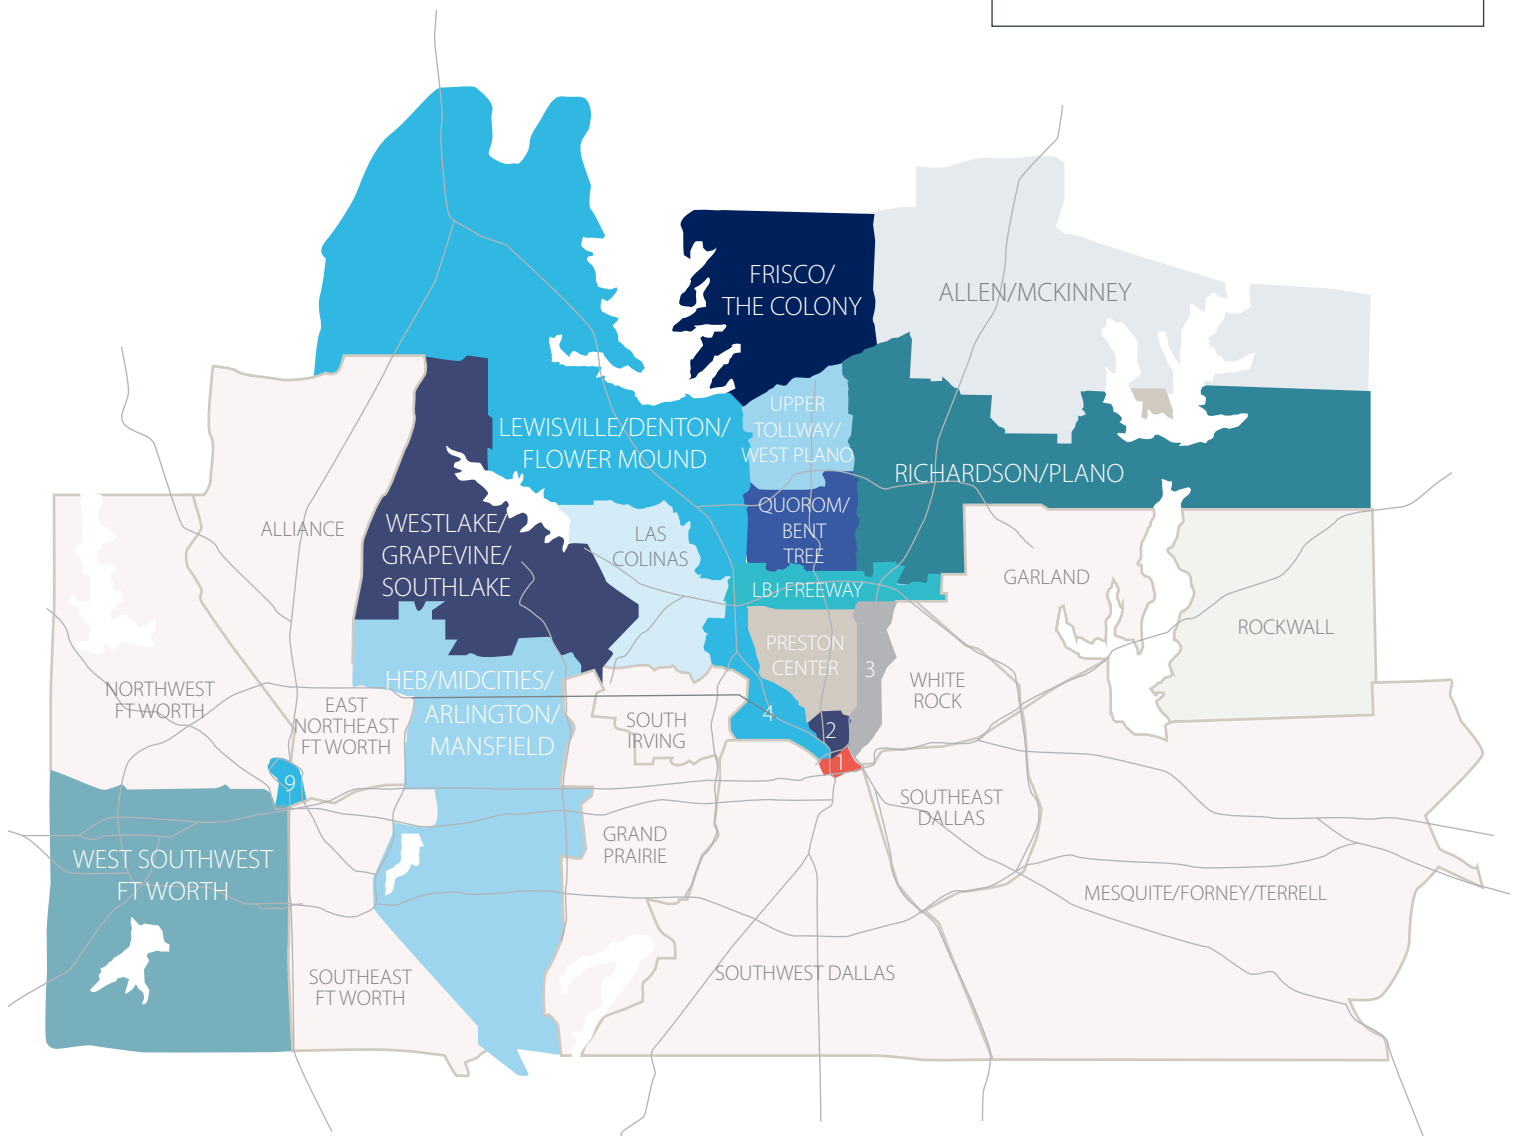 FRISCO/
THE COLONY
ALLEN/MCKINNEY
UPPER
TOLLWAY/
WEST PLANO
LEWISVILLE/DENTON/
FLOWER MOUND
RICHARDSON/PLANO
ALLIANCE
WESTLAKE/
GRAPEVINE/
SOUTHLAKE
LAS
COLINAS
QUOROM/
BENT
TREE
LBJ FREEWAY
GARLAND
ROCKWALL
PRESTON
CENTER
3
WHITE
ROCK
NORTHWEST
FT WORTH
EAST
NORTHEAST
FT WORTH
HEB/MIDCITIES/
ARLINGTON/
MANSFIELD
SOUTH
IRVING
4
2
1
9
SOUTHEAST
DALLAS
GRAND
PRAIRIE
WEST SOUTHWEST
FT WORTH
MESQUITE/FORNEY/TERRELL
SOUTHEAST
FT WORTH
SOUTHWEST DALLAS